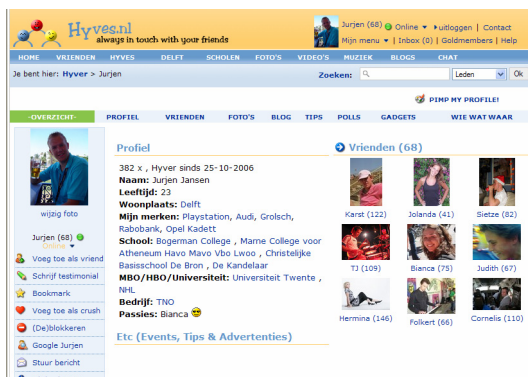 Hyves.nl
always in touch with your friends
Jurjen (68) Online uitloggen | Contact
Mijn menu | Inbox (0) | Goldmembers | Help
HOME VRIENDEN HYVES DELFT SCHOLEN FOTO'S VIDEO'S MUZIEK BLOGS CHAT
Je bent hier: Hyver > Jurjen
Zoeken: Leden Ok
PIMP MY PROFILE!
-OVERZICHT- PROFIEL VRIENDEN FOTO'S BLOG TIPS POLLS GADGETS WIE WAT WAAR
wijzig foto
Jurjen (68)
Online
Voeg toe als vriend
Schrijf testimonial
Bookmark
Voeg toe als crush
(De)blokkeren
Google Jurjen
Stuur bericht
Profiel
382 x , Hyver sinds 25-10-2006
Naam: Jurjen Jansen
Leeftijd: 23
Woonplaats: Delft
Mijn merken: Playstation, Audi, Grolsch,
Rabobank, Opel Kadett
School: Bogerman College , Marne College voor
Atheneum Havo Mavo Vbo Lwoo , Christelijke
Basisschool De Bron , De Kandelaar
MBO/HBO/Universiteit: Universiteit Twente ,
NHL
Bedrijf: TNO
Passies: Bianca
Etc (Events, Tips & Advertenties)
Vrienden (68)
Karst (122) Jolanda (41) Sietze (82)
TJ (109) Bianca (75) Judith (67)
Hermina (146) Folkert (66) Cornelis (110)